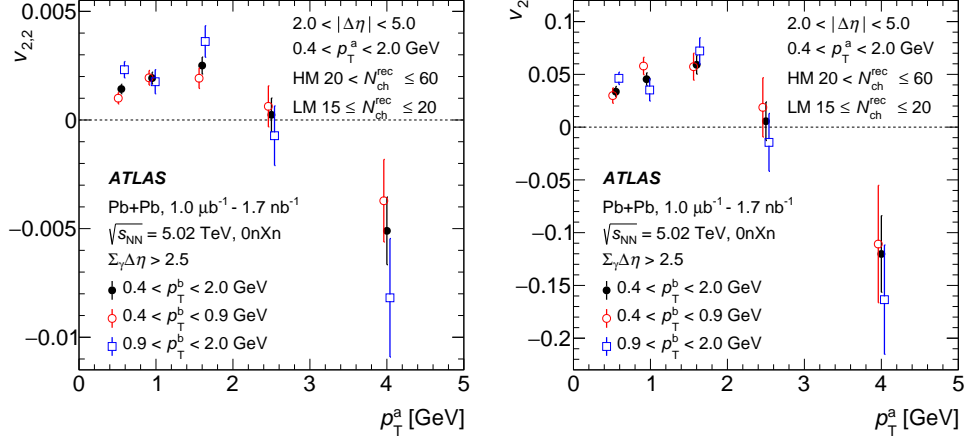 v2,2
2.0 < |Δη| < 5.0
0.4 < p_T^a < 2.0 GeV
HM 20 < N_ch^rec ≤ 60
LM 15 ≤ N_ch^rec ≤ 20
0.005
0
−0.005
−0.01
ATLAS
Pb+Pb, 1.0 μb⁻¹ - 1.7 nb⁻¹
√s_NN = 5.02 TeV, 0nXn
Σ_γΔη > 2.5
0.4 < p_T^b < 2.0 GeV
0.4 < p_T^b < 0.9 GeV
0.9 < p_T^b < 2.0 GeV
0 1 2 3 4 5
p_T^a [GeV]
v2
2.0 < |Δη| < 5.0
0.4 < p_T^a < 2.0 GeV
HM 20 < N_ch^rec ≤ 60
LM 15 ≤ N_ch^rec ≤ 20
0.1
0.05
0
−0.05
−0.1
−0.15
−0.2
ATLAS
Pb+Pb, 1.0 μb⁻¹ - 1.7 nb⁻¹
√s_NN = 5.02 TeV, 0nXn
Σ_γΔη > 2.5
0.4 < p_T^b < 2.0 GeV
0.4 < p_T^b < 0.9 GeV
0.9 < p_T^b < 2.0 GeV
0 1 2 3 4 5
p_T^a [GeV]